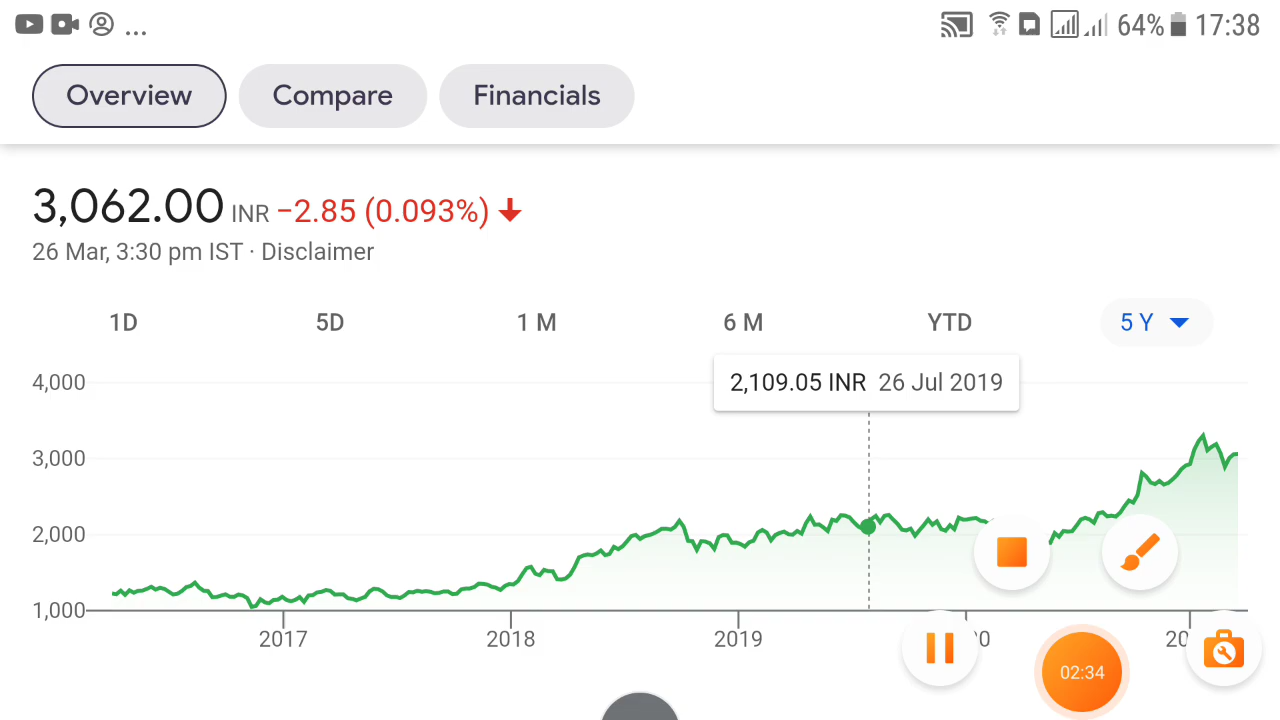 ... 64% 17:38
Overview Compare Financials
3,062.00 INR −2.85 (0.093%)
26 Mar, 3:30 pm IST · Disclaimer
1D 5D 1 M 6 M YTD 5 Y
2,109.05 INR 26 Jul 2019
4,000
3,000
2,000
1,000
2017 2018 2019
02:34